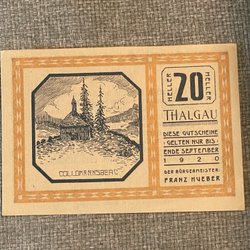 HELLER 20 HELLER
THALGAU
DIESE GUTSCHEINE
GELTEN NUR BIS
ENDE SEPTEMBER
1920
DER BÜRGERMEISTER:
FRANZ HUEBER
COLLOMANNSBERG